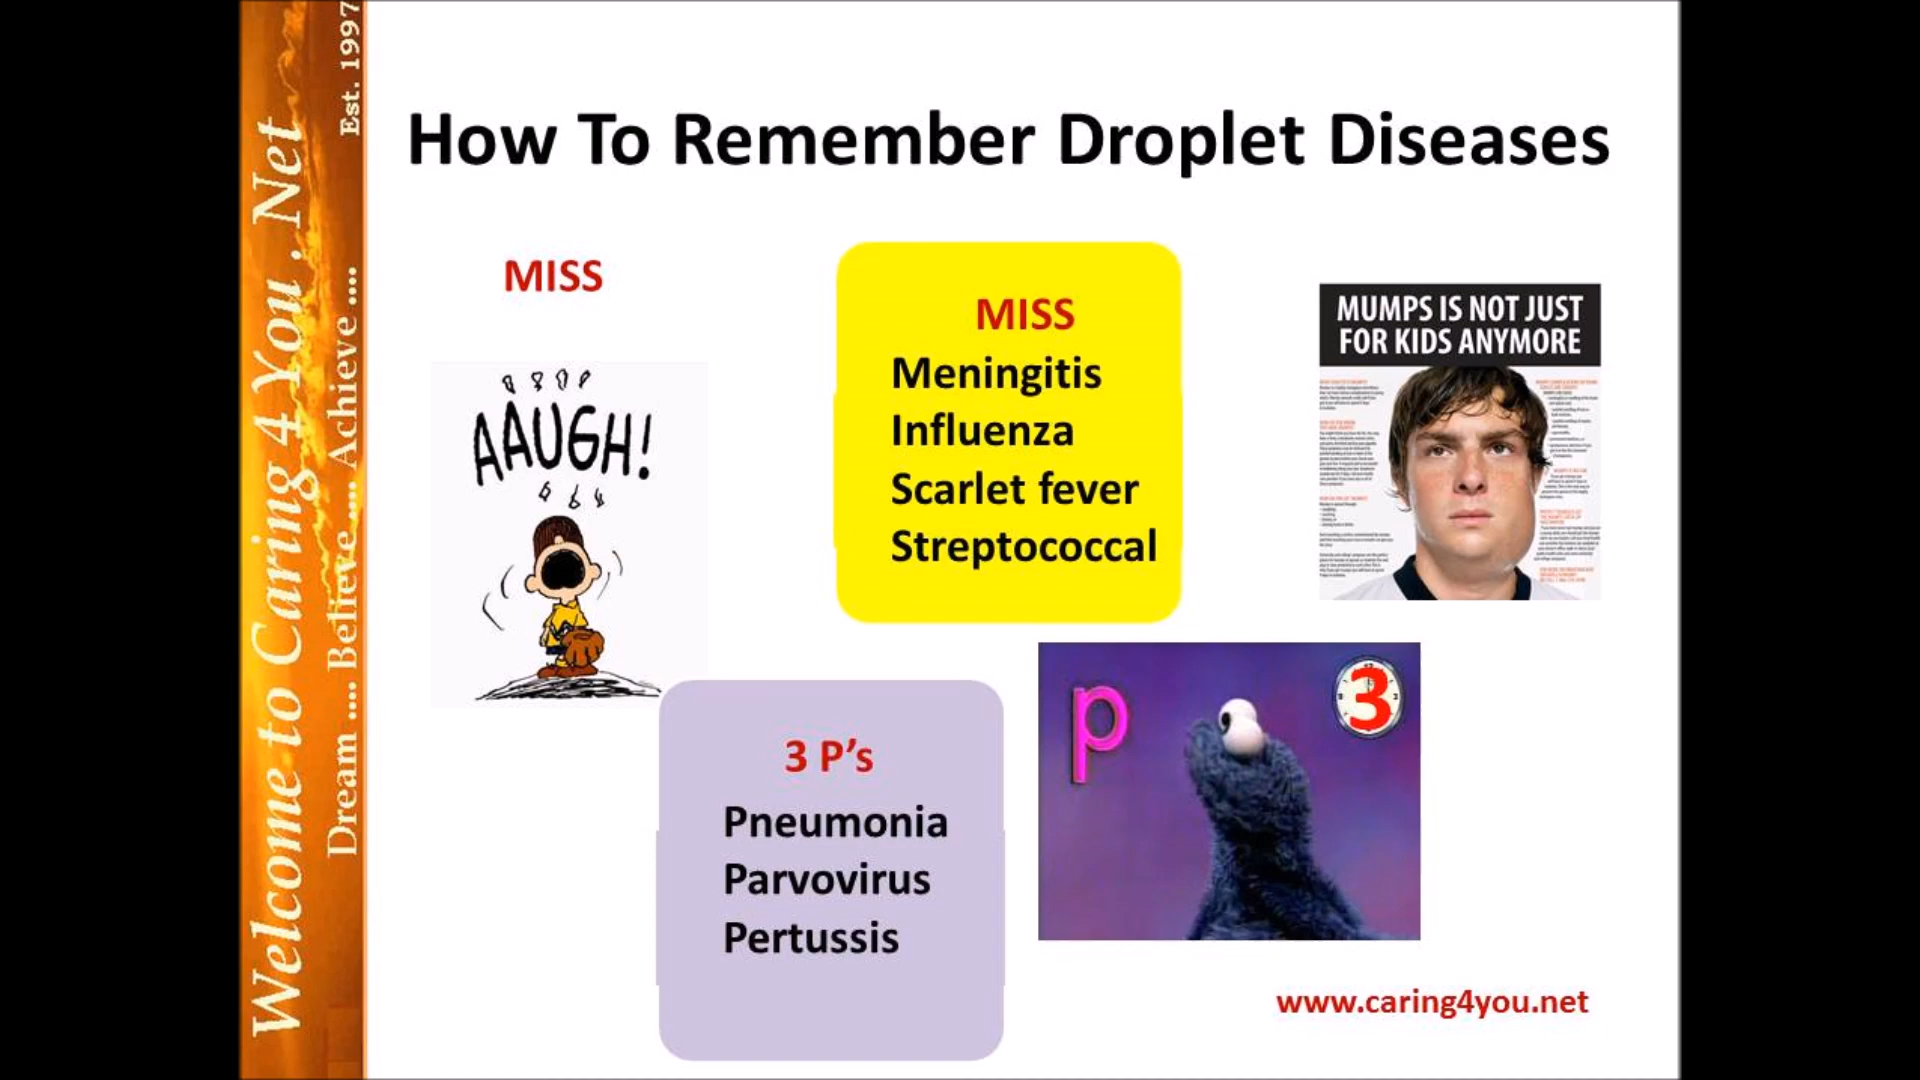 Welcome to Caring 4 You . Net
Dream .... Believe.... Achieve ....
Est. 1997
How To Remember Droplet Diseases
MISS
AAUGH!
MISS
Meningitis
Influenza
Scarlet fever
Streptococcal
MUMPS IS NOT JUST
FOR KIDS ANYMORE
3 P's
Pneumonia
Parvovirus
Pertussis
p
3
www.caring4you.net